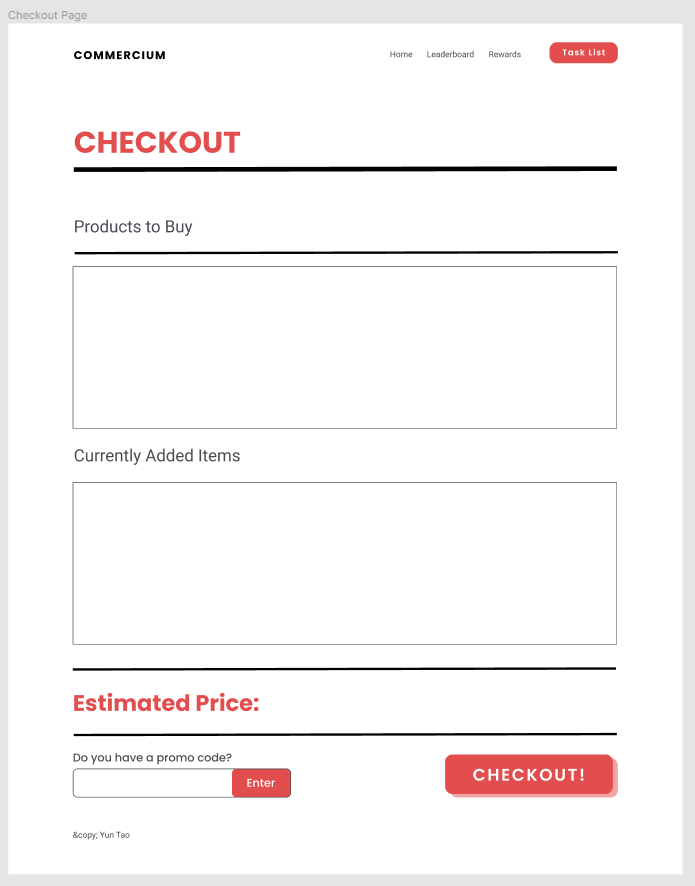 Checkout Page
COMMERCIUM
Home Leaderboard Rewards Task List
CHECKOUT
Products to Buy
Currently Added Items
Estimated Price:
Do you have a promo code?
Enter
CHECKOUT!
&copy; Yun Tao